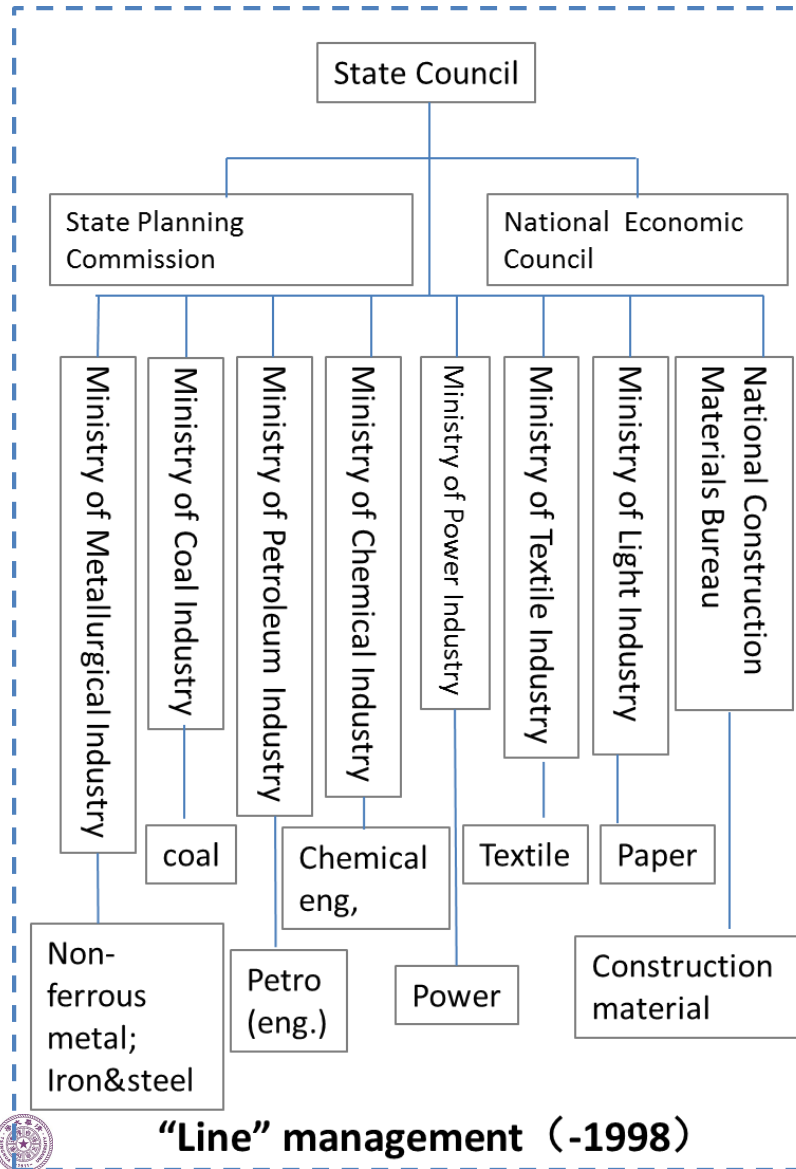 State Council
State Planning
Commission
National Economic
Council
Ministry of Metallurgical Industry
Ministry of Coal Industry
Ministry of Petroleum Industry
Ministry of Chemical Industry
Ministry of Power Industry
Ministry of Textile Industry
Ministry of Light Industry
National Construction
Materials Bureau
coal
Chemical
eng,
Textile
Paper
Non-
ferrous
metal;
Iron&steel
Petro
(eng.)
Power
Construction
material
“Line” management（-1998）